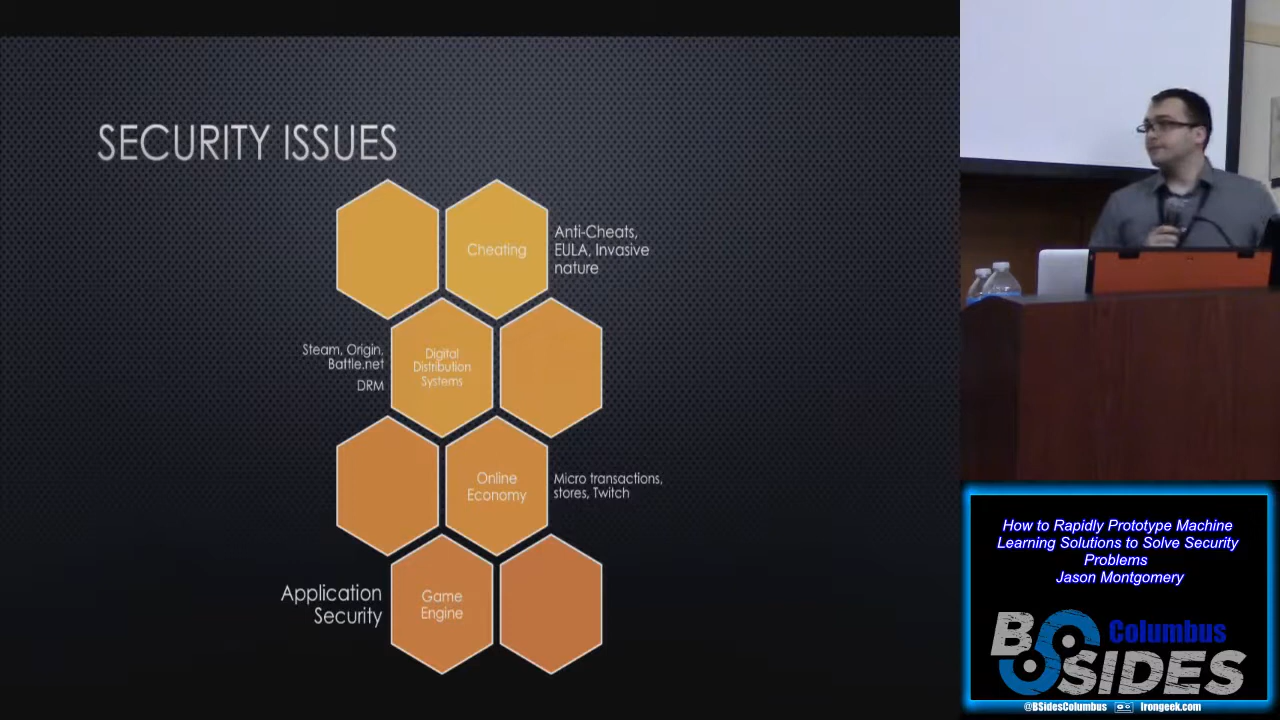 SECURITY ISSUES
Cheating
Anti-Cheats,
EULA, Invasive
nature
Steam, Origin,
Battle.net
DRM
Digital
Distribution
Systems
Online
Economy
Micro transactions,
stores, Twitch
Application
Security
Game
Engine
How to Rapidly Prototype Machine
Learning Solutions to Solve Security
Problems
Jason Montgomery
BSIDES
Columbus
@BSidesColumbus Irongeek.com